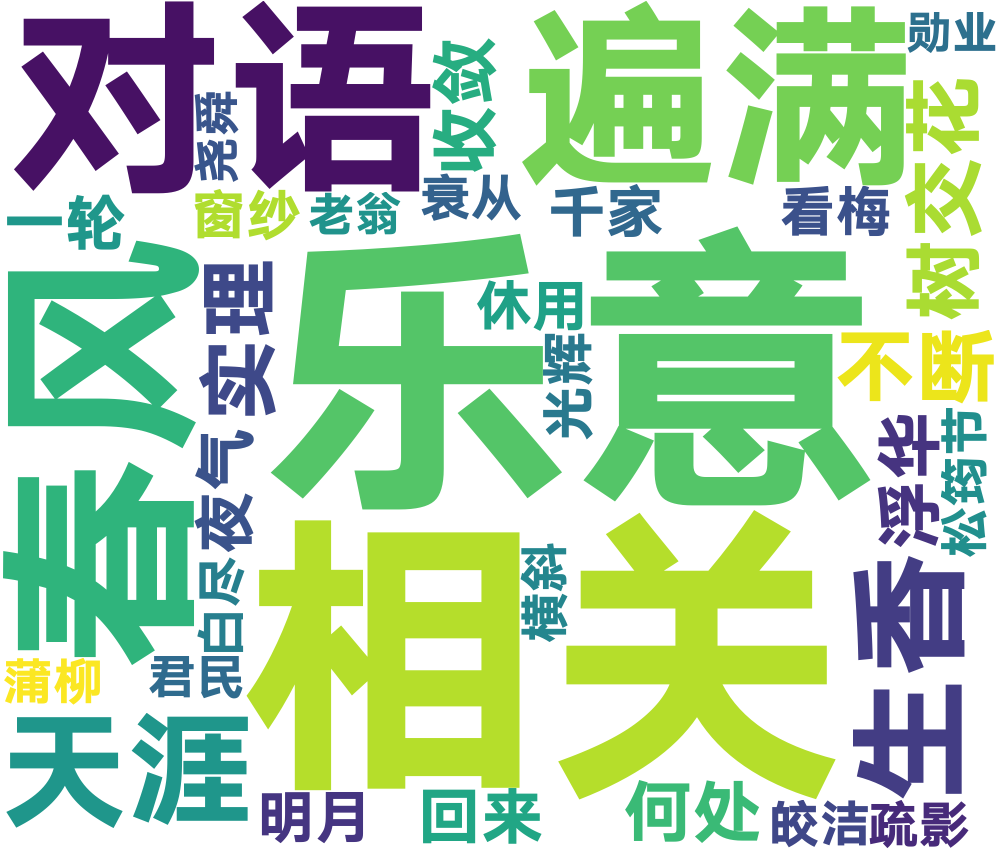 对语
遍满
勋业
收敛
尧舜
树交花
窗纱
老翁
衰从
千家
看梅
一轮
春风
实理
乐意
休用
光辉
不断
浮华
松筠节
夜气
相关
横斜
生香
白尽
蒲柳
君民
天涯
明月
回来
何处
皎洁
疏影